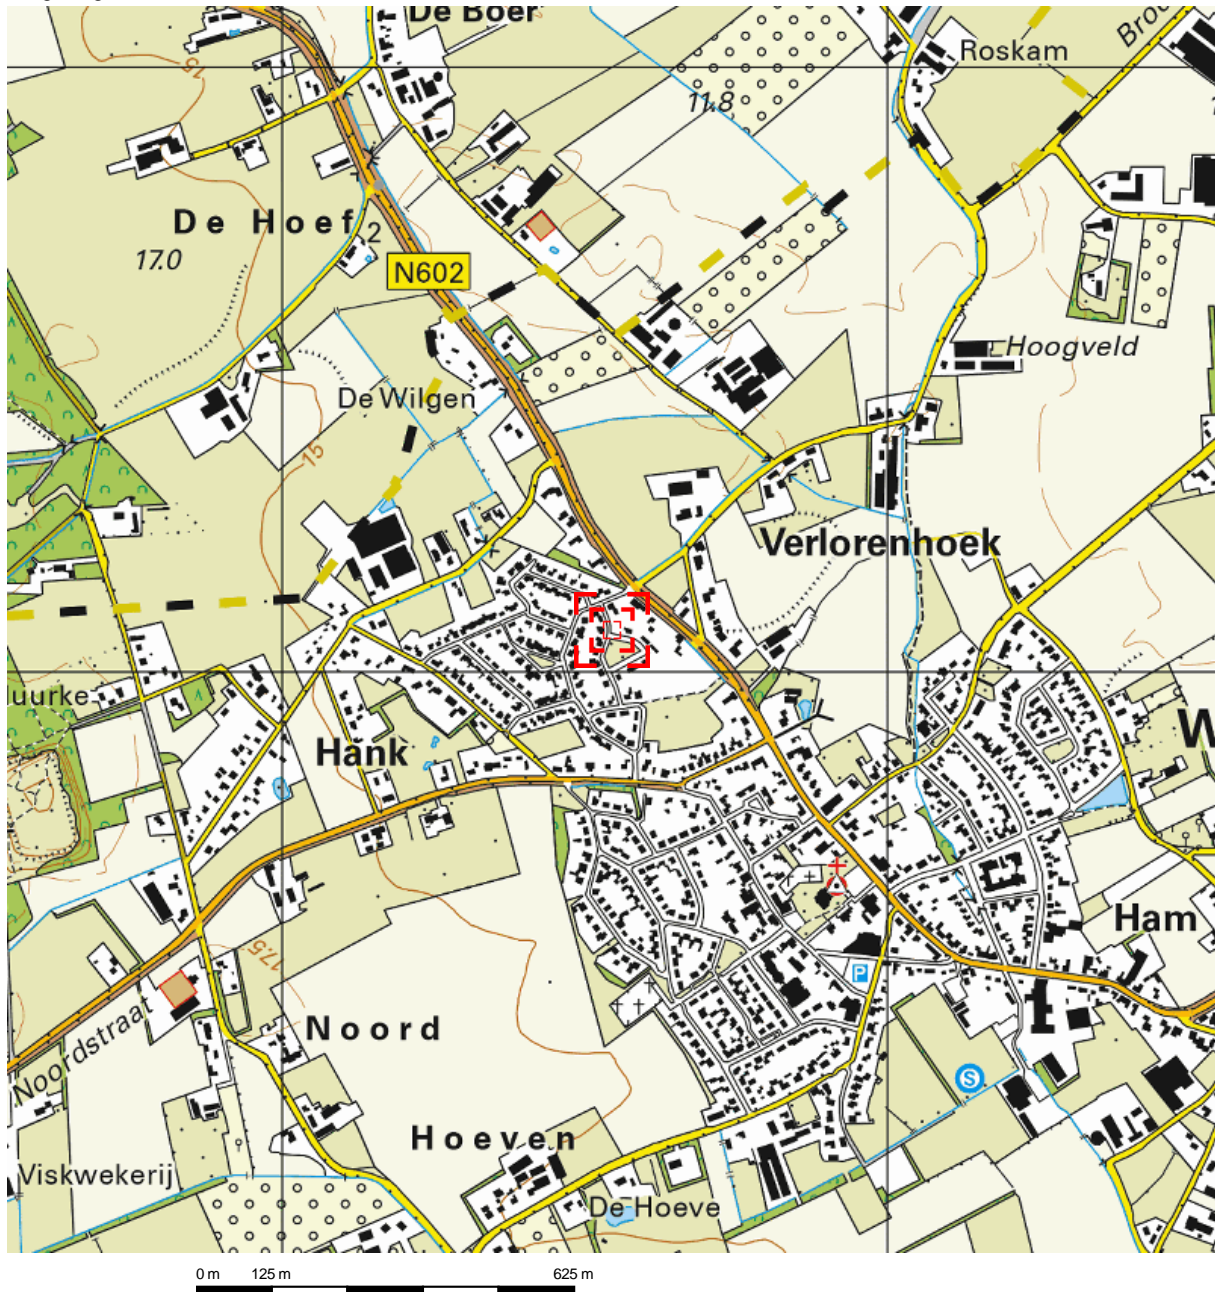 De Boer
Roskam
15
11.8
De Hoef
2
17.0
N602
Hoogveld
De Wilgen
15
Verlorenhoek
uurke
Hank
W
Ham
17.5
P
Noord
Noordstraat
S
Hoeven
Viskwekerij
De Hoeve
0 m 125 m 625 m